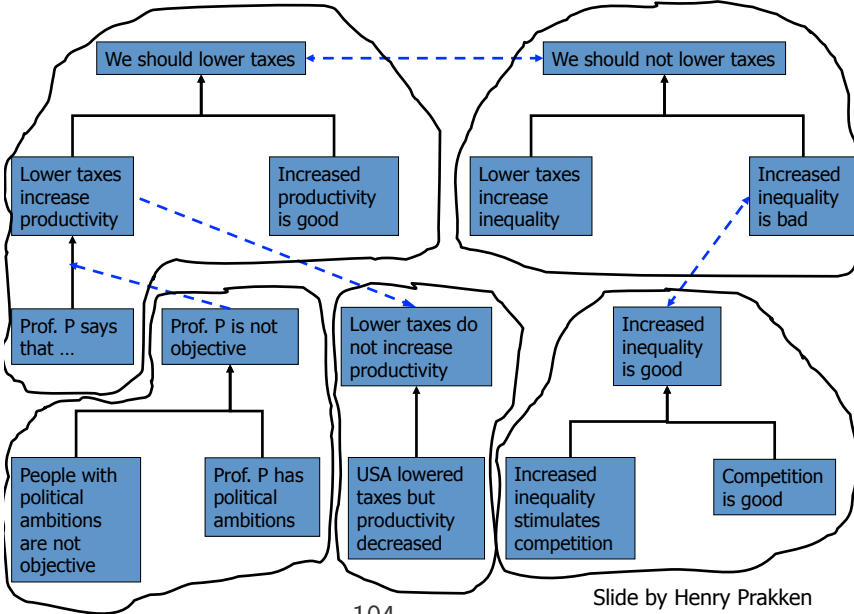 We should lower taxes
We should not lower taxes
Lower taxes
increase
productivity
Increased
productivity
is good
Lower taxes
increase
inequality
Increased
inequality
is bad
Prof. P says
that ...
Prof. P is not
objective
Lower taxes do
not increase
productivity
Increased
inequality
is good
People with
political
ambitions
are not
objective
Prof. P has
political
ambitions
USA lowered
taxes but
productivity
decreased
Increased
inequality
stimulates
competition
Competition
is good
104
Slide by Henry Prakken